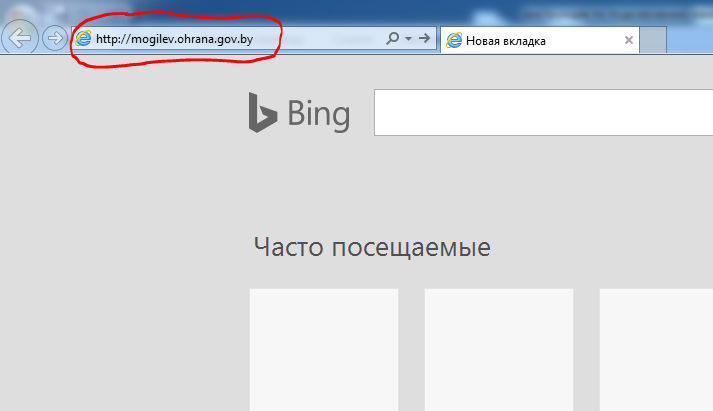 http://mogilev.ohrana.gov.by
Новая вкладка
Bing
Часто посещаемые